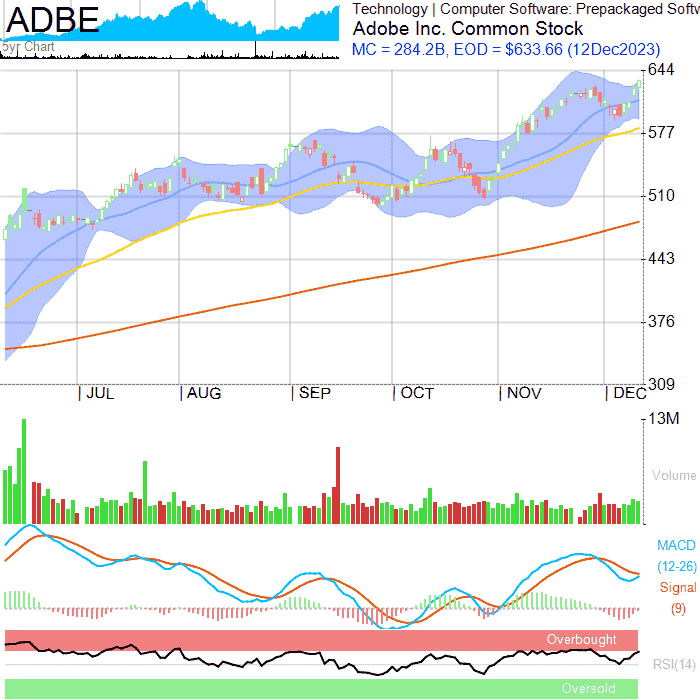 ADBE
5yr Chart
Technology | Computer Software: Prepackaged Softw
Adobe Inc. Common Stock
MC = 284.2B, EOD = $633.66 (12Dec2023)
644
577
510
443
376
309
| JUL | AUG | SEP | OCT | NOV | DEC
13M
Volume
MACD
(12-26)
Signal
(9)
Overbought
RSI(14)
Oversold